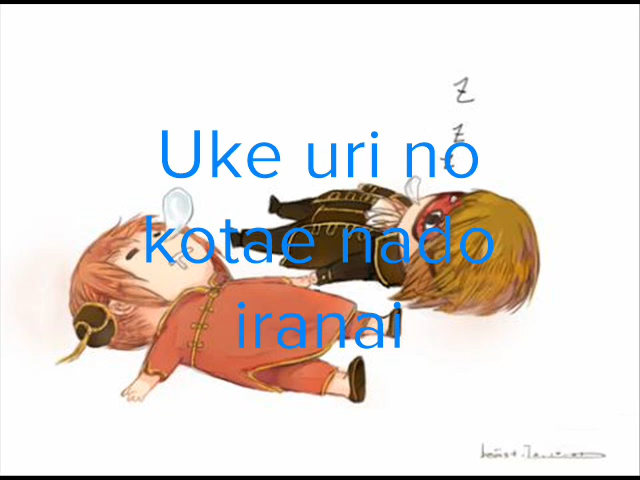 z
z
z
Uke uri no
kotae nado
iranai